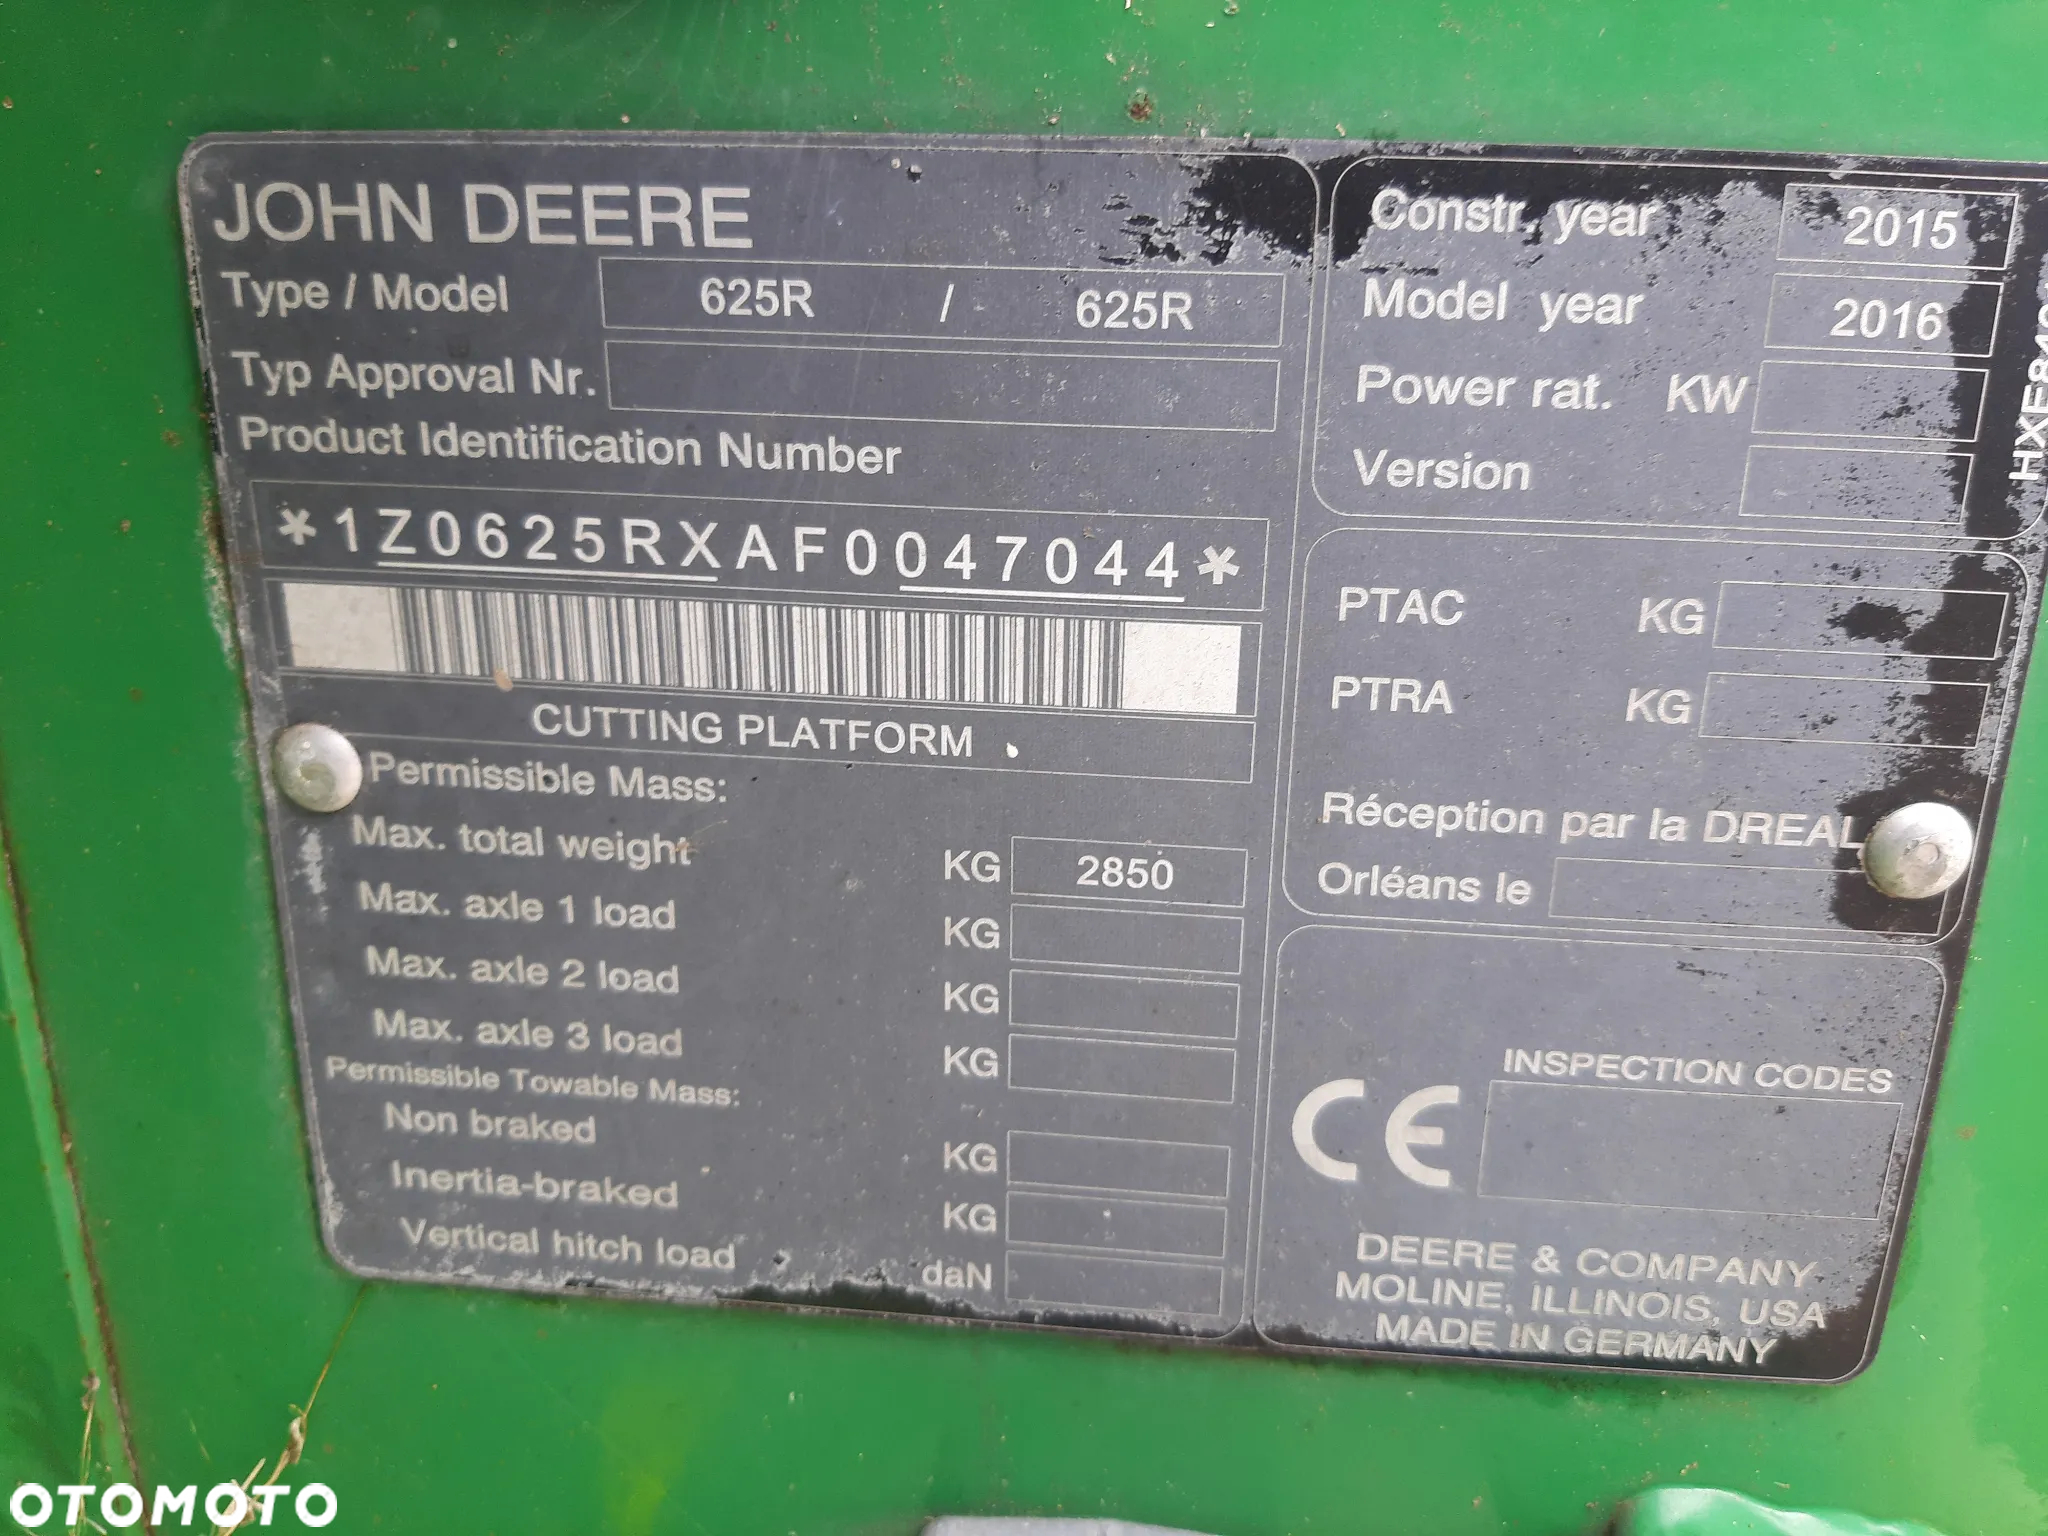 JOHN DEERE
Type / Model 625R / 625R
Typ Approval Nr.
Product Identification Number
*1Z0625RXAF0047044*
CUTTING PLATFORM
Permissible Mass:
Max. total weight KG 2850
Max. axle 1 load KG
Max. axle 2 load KG
Max. axle 3 load KG
Permissible Towable Mass:
Non braked KG
Inertia-braked KG
Vertical hitch load daN
Constr. year 2015
Model year 2016
Power rat. KW
Version
PTAC KG
PTRA KG
Réception par la DREAL
Orléans le
INSPECTION CODES
CE
DEERE & COMPANY
MOLINE, ILLINOIS, USA
MADE IN GERMANY
OTOMOTO